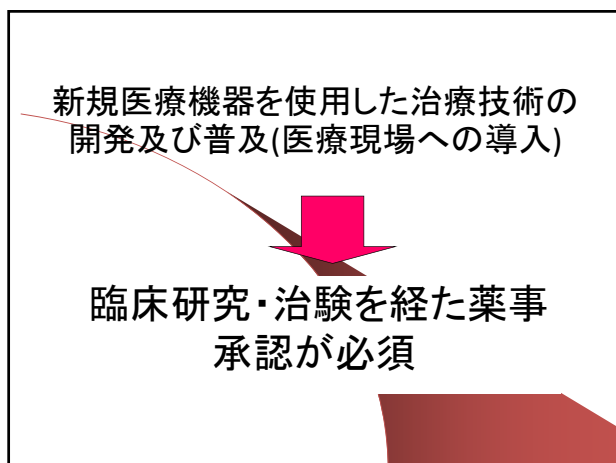 新規医療機器を使用した治療技術の
開発及び普及(医療現場への導入)
臨床研究・治験を経た薬事
承認が必須